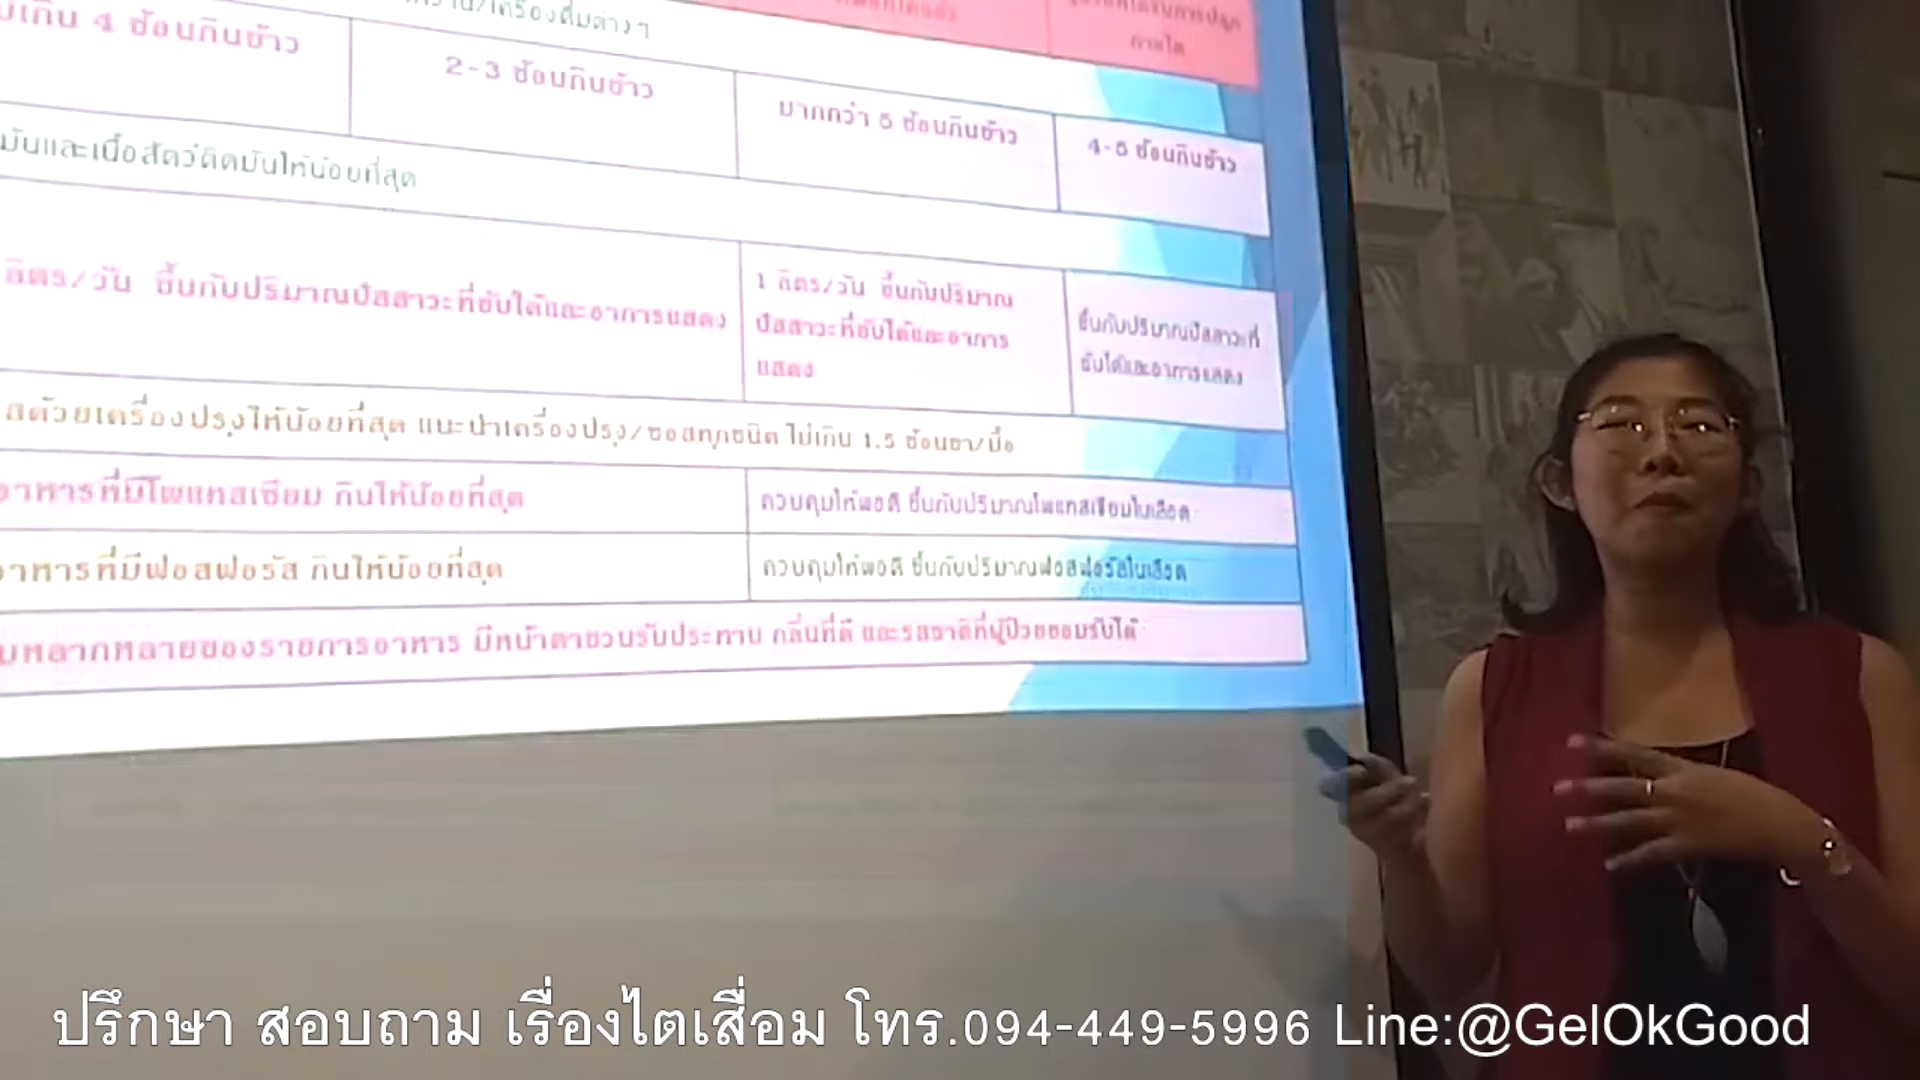 เครื่องดื่มต่างๆ
เกิน 4 ช้อนกินข้าว
2-3 ช้อนกินข้าว
มากกว่า 5 ช้อนกินข้าว
4-5 ช้อนกินข้าว
มันและเนื้อสัตว์ติดมันให้น้อยที่สุด
ลิตร/วัน ขึ้นกับปริมาณปัสสาวะที่ขับได้และอาการแสดง
1 ลิตร/วัน ขึ้นกับปริมาณ
ปัสสาวะที่ขับได้และอาการ
แสดง
ขึ้นกับปริมาณปัสสาวะที่
ขับได้และอาการแสดง
ด้วยเครื่องปรุงให้น้อยที่สุด แนะนำเครื่องปรุง/ซอสทุกชนิด ไม่เกิน 1.5 ช้อนชา/มื้อ
อาหารที่มีโพแทสเซียม กินให้น้อยที่สุด
ควบคุมให้พอดี ขึ้นกับปริมาณโพแทสเซียมในเลือด
อาหารที่มีฟอสฟอรัส กินให้น้อยที่สุด
ควบคุมให้พอดี ขึ้นกับปริมาณฟอสฟอรัสในเลือด
หลากหลายของรายการอาหาร มีหน้าตาชวนรับประทาน กลิ่นที่ดี และรสชาติที่ผู้ป่วยยอมรับได้
ปรึกษา สอบถาม เรื่องไตเสื่อม โทร.094-449-5996 Line:@GelOkGood